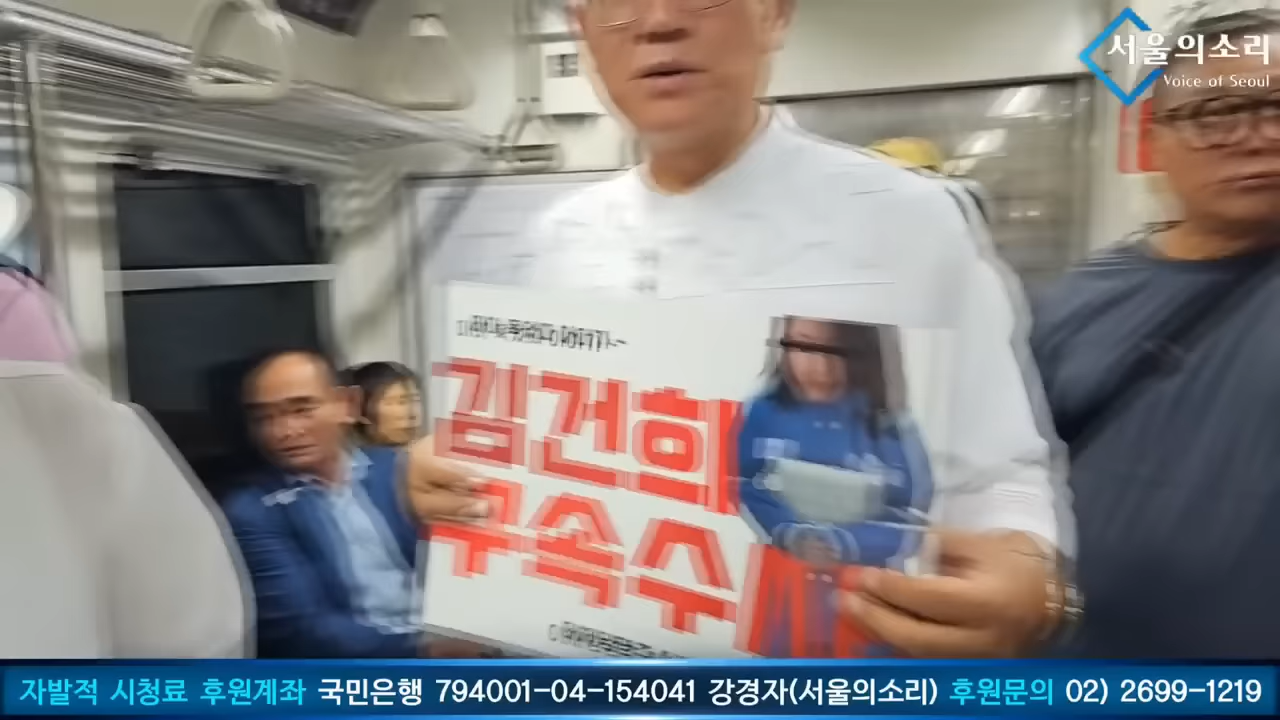 서울의소리
Voice of Seoul
김건희
구속수사
자발적 시청료 후원계좌 국민은행 794001-04-154041 강경자(서울의소리) 후원문의 02) 2699-1219